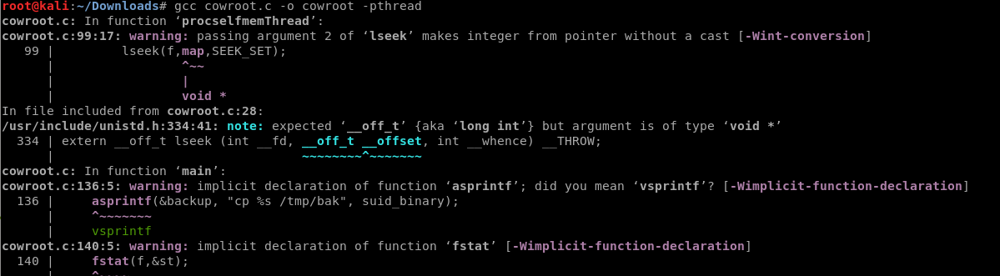 root@kali:~/Downloads# gcc cowroot.c -o cowroot -pthread
cowroot.c: In function ‘procselfmemThread’:
cowroot.c:99:17: warning: passing argument 2 of ‘lseek’ makes integer from pointer without a cast [-Wint-conversion]
   99 |         lseek(f,map,SEEK_SET);
      |                 ^~~
      |                 |
      |                 void *
In file included from cowroot.c:28:
/usr/include/unistd.h:334:41: note: expected ‘__off_t’ {aka ‘long int’} but argument is of type ‘void *’
  334 | extern __off_t lseek (int __fd, __off_t __offset, int __whence) __THROW;
      |                                 ~~~~~~~~^~~~~~~~
cowroot.c: In function ‘main’:
cowroot.c:136:5: warning: implicit declaration of function ‘asprintf’; did you mean ‘vsprintf’? [-Wimplicit-function-declaration]
  136 |     asprintf(&backup, "cp %s /tmp/bak", suid_binary);
      |     ^~~~~~~~
      |     vsprintf
cowroot.c:140:5: warning: implicit declaration of function ‘fstat’ [-Wimplicit-function-declaration]
  140 |     fstat(f,&st);
      |     ^~~~~